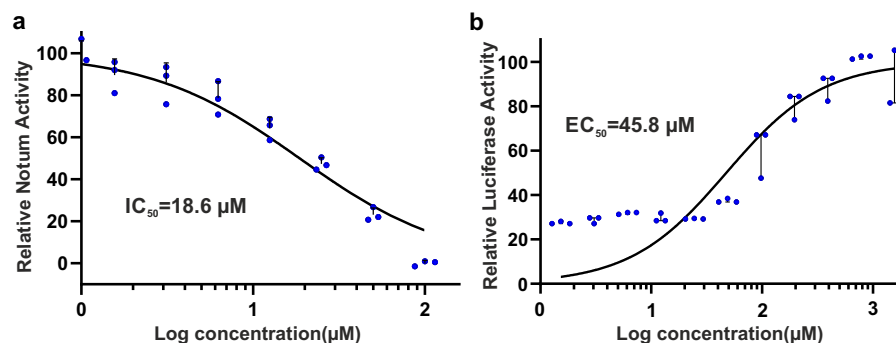 a
Relative Notum Activity
100
80
60
40
20
0
IC50=18.6 µM
0
1
2
Log concentration(µM)
b
Relative Luciferase Activity
100
80
60
40
20
0
EC50=45.8 µM
0
1
2
3
Log concentration(µM)